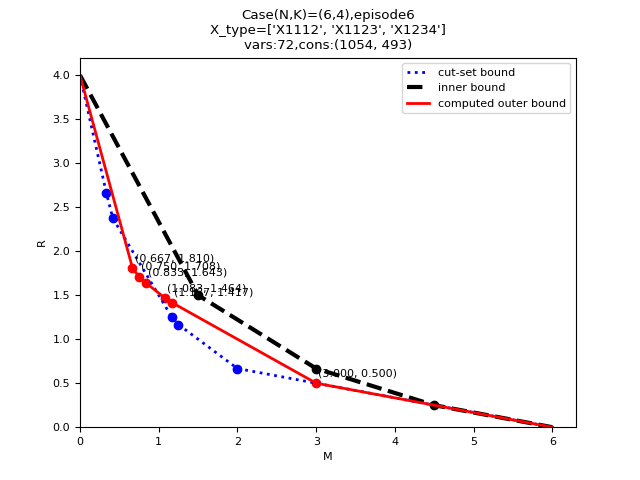 Case(N,K)=(6,4),episode6
X_type=['X1112', 'X1123', 'X1234']
vars:72,cons:(1054, 493)
cut-set bound
inner bound
computed outer bound
R
4.0
3.5
3.0
2.5
2.0
1.5
1.0
0.5
0.0
(0.667, 1.810)
(0.750, 1.708)
(0.833, 1.643)
(1.083, 1.464)
(1.167, 1.417)
(3.000, 0.500)
0
1
2
3
4
5
6
M